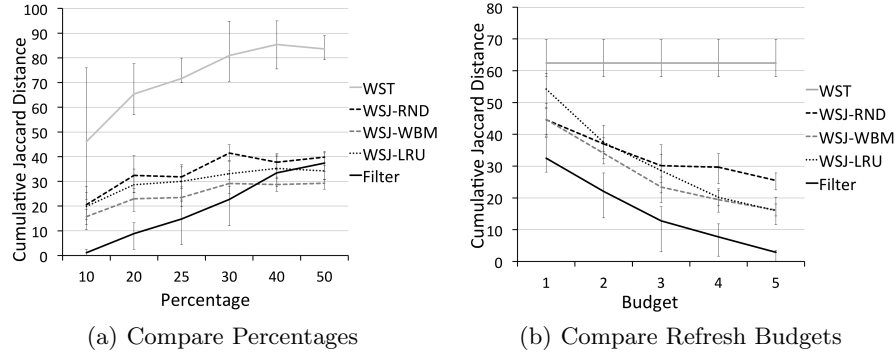 Cumulative Jaccard Distance
100
90
80
70
60
50
40
30
20
10
0
10 20 25 30 40 50
Percentage
WST
WSJ-RND
WSJ-WBM
WSJ-LRU
Filter
(a) Compare Percentages
Cumulative Jaccard Distance
80
70
60
50
40
30
20
10
0
1 2 3 4 5
Budget
WST
WSJ-RND
WSJ-WBM
WSJ-LRU
Filter
(b) Compare Refresh Budgets